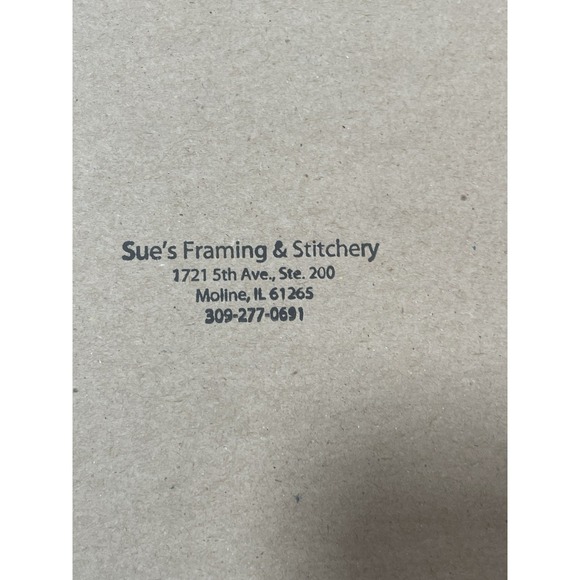 Sue's Framing & Stitchery
1721 5th Ave., Ste. 200
Moline, IL 61265
309-277-0691